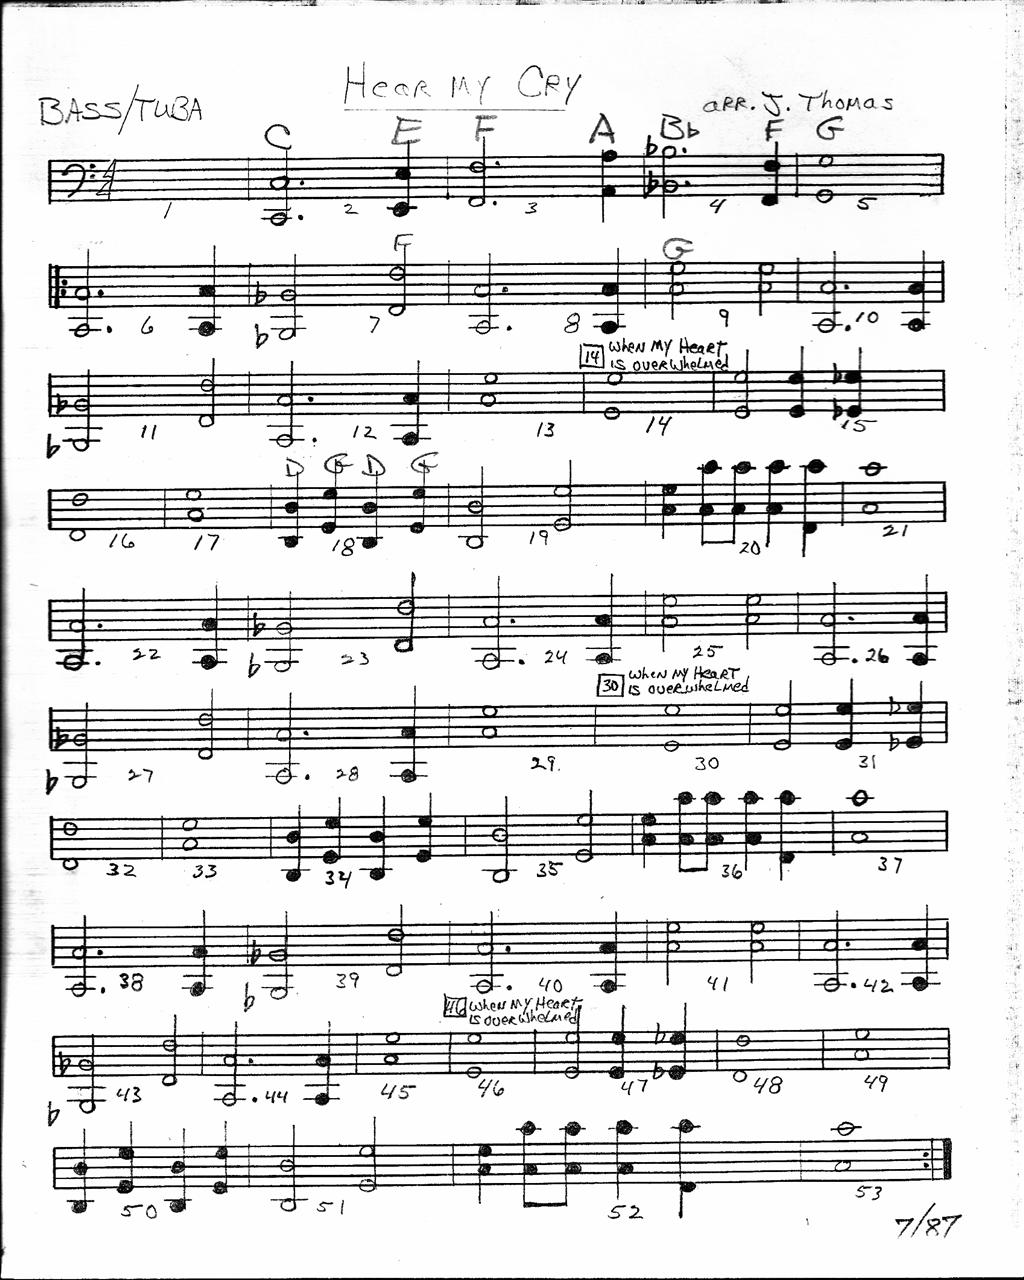 Hear My Cry
BASS/TUBA
arr. J. Thomas
C E F A Bb F G
4/4
1 2 3 4 5
F G
6 7 8 9 10
14 When My Heart
is overwhelmed
11 12 13 14 15
D G D G
16 17 18 19 20 21
22 23 24 25 26
30 When My Heart
is overwhelmed
27 28 29. 30 31
32 33 34 35 36 37
38 39 40 41 42
46 When My Heart
is overwhelmed
43 44 45 46 47 48 49
50 51 52 53
7/87